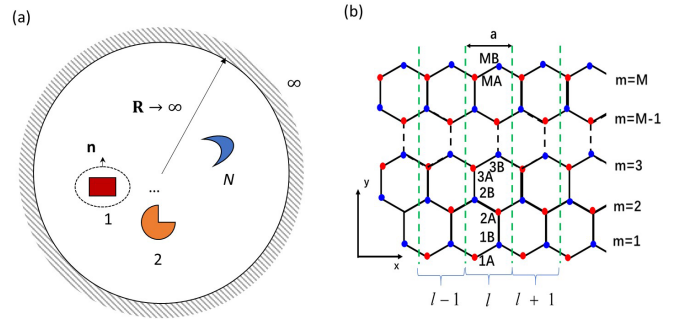 (a)
∞
R → ∞
n
...
N
1
2
(b)
a
MB
MA
m=M
m=M-1
3B
3A
m=3
2B
y
m=2
2A
1B
m=1
1A
x
l − 1
l
l + 1